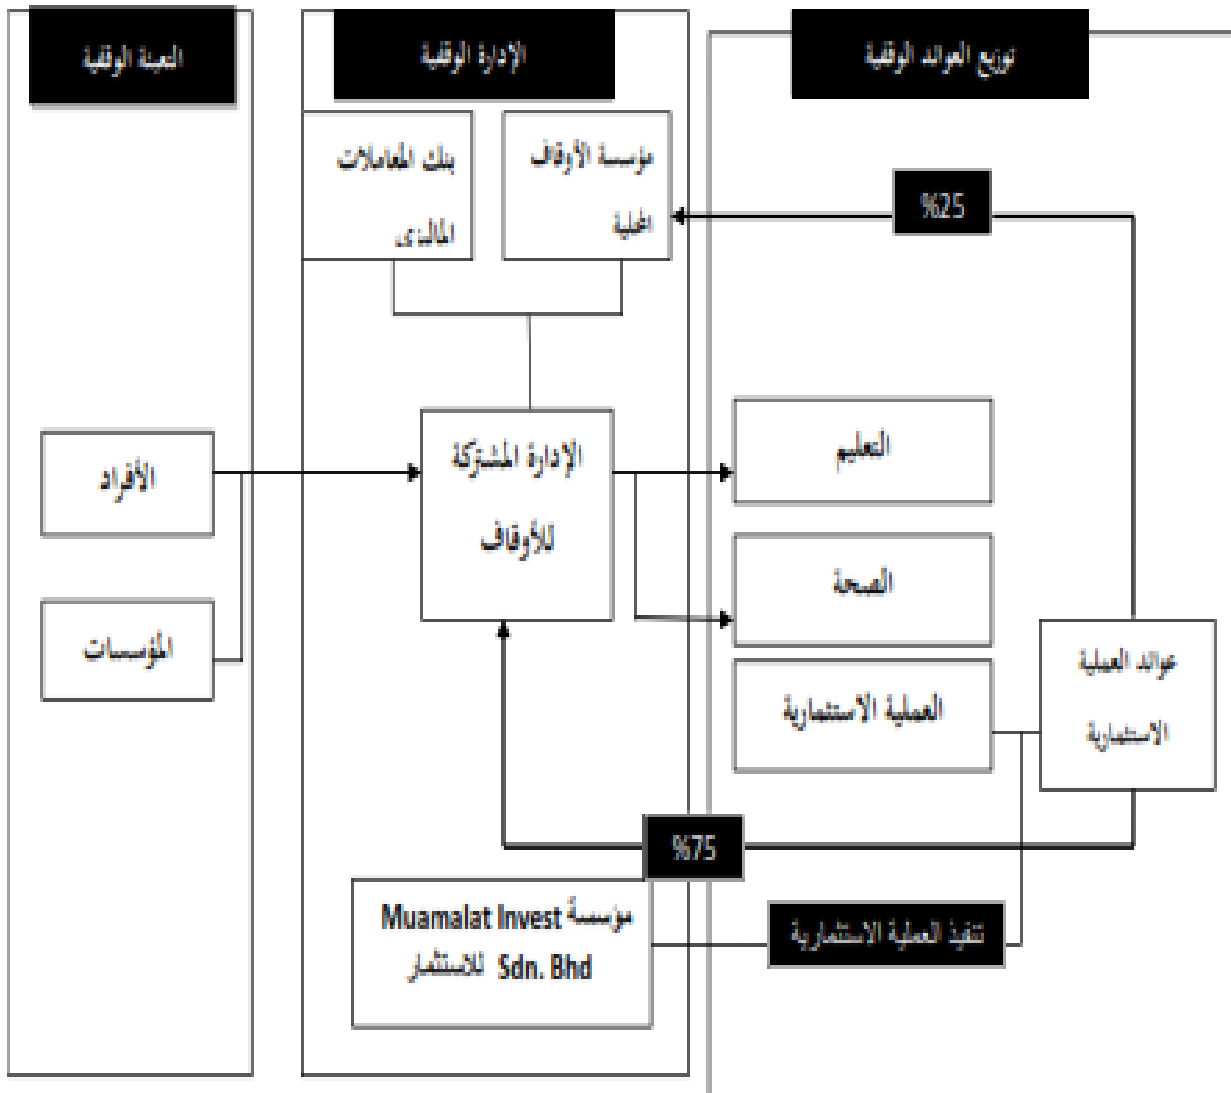 التعبئة الوقفية
الإدارة الوقفية
توزيع العوائد الوقفية
بنك المعاملات
الماليزي
مؤسسة الأوقاف
المحلية
%25
الأفراد
المؤسسات
الإدارة المشتركة
للأوقاف
التعليم
الصحة
العملية الاستثمارية
عوائد العملية
الاستثمارية
%75
مؤسسة Muamalat Invest
Sdn. Bhd للاستثمار
تنفيذ العملية الاستثمارية